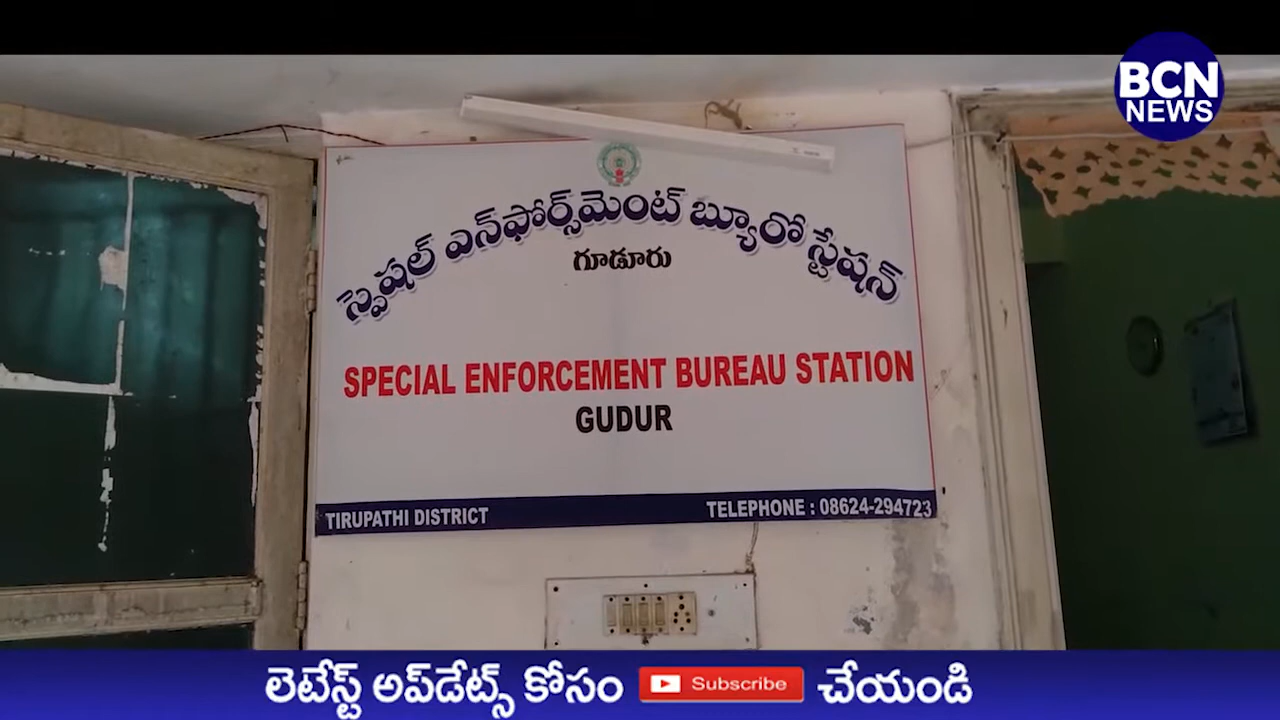 BCN
NEWS
స్పెషల్ ఎన్‌ఫోర్స్‌మెంట్ బ్యూరో స్టేషన్
గూడూరు
SPECIAL ENFORCEMENT BUREAU STATION
GUDUR
TIRUPATHI DISTRICT
TELEPHONE : 08624-294723
లెటేస్ట్ అప్‌డేట్స్ కోసం Subscribe చేయండి